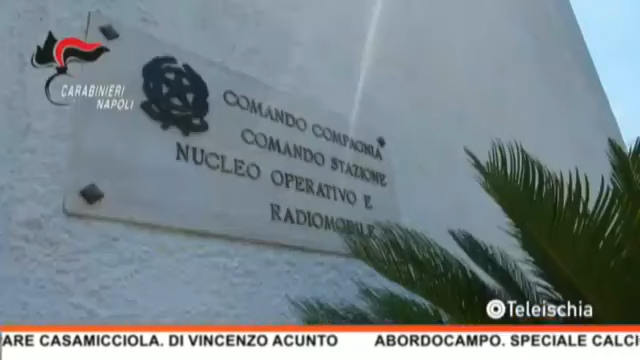 CARABINIERI
NAPOLI
COMANDO COMPAGNIA
COMANDO STAZIONE
NUCLEO OPERATIVO E
RADIOMOBILE
Teleischia
ARE CASAMICCIOLA. DI VINCENZO ACUNTO ABORDOCAMPO. SPECIALE CALCI